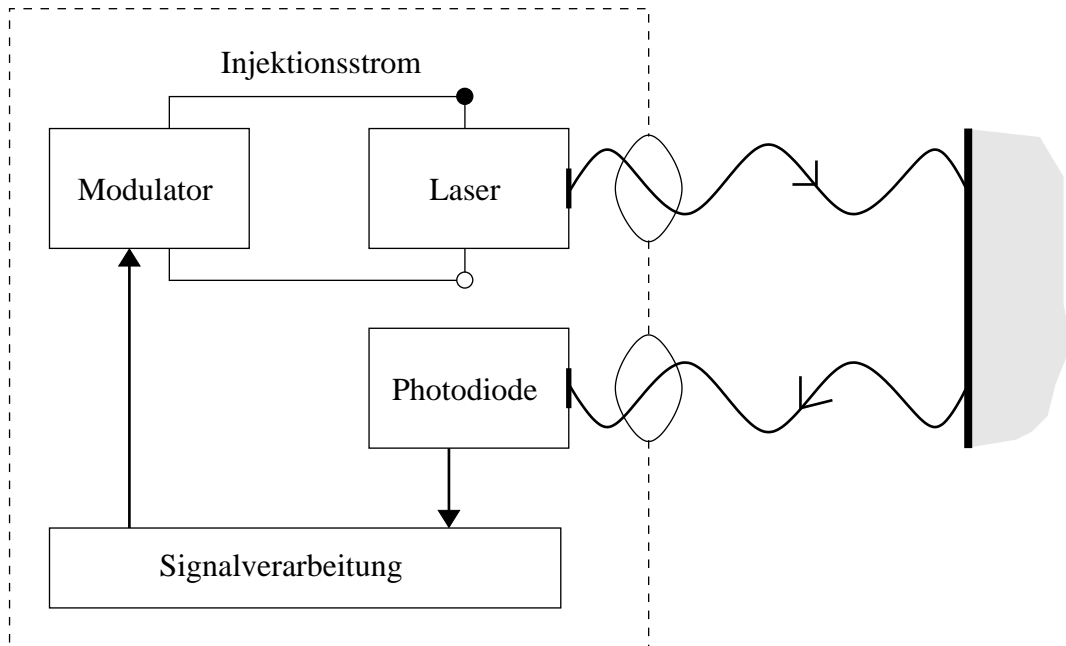 Injektionsstrom
Modulator
Laser
Photodiode
Signalverarbeitung